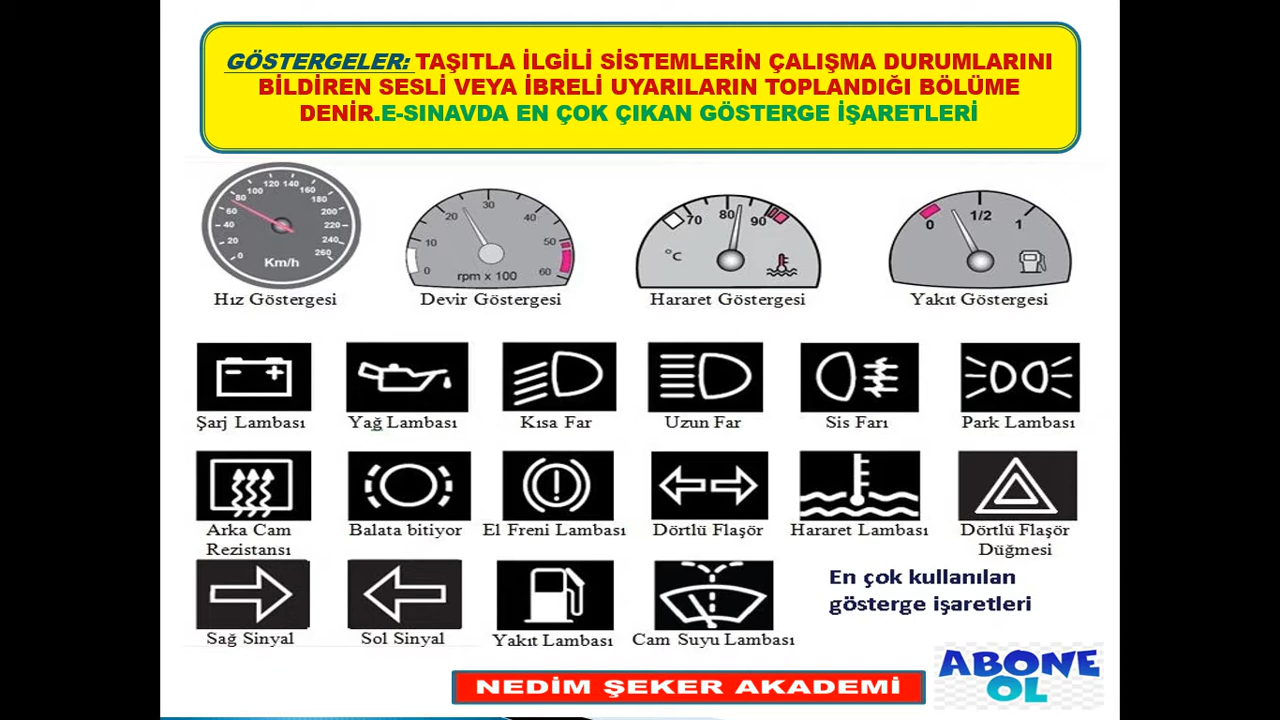 GÖSTERGELER: TAŞITLA İLGİLİ SİSTEMLERİN ÇALIŞMA DURUMLARINI
BİLDİREN SESLİ VEYA İBRELİ UYARILARIN TOPLANDIĞI BÖLÜME
DENİR.E-SINAVDA EN ÇOK ÇIKAN GÖSTERGE İŞARETLERİ
0 20 40 60 80 100 120 140 160 180 200 220 240 260
Km/h
0 10 20 30 40 50 60
rpm x 100
70 80 90
°C
0 1/2 1
Hız Göstergesi
Devir Göstergesi
Hararet Göstergesi
Yakıt Göstergesi
Şarj Lambası
Yağ Lambası
Kısa Far
Uzun Far
Sis Farı
Park Lambası
Arka Cam
Rezistansı
Balata bitiyor
El Freni Lambası
Dörtlü Flaşör
Hararet Lambası
Dörtlü Flaşör
Düğmesi
Sağ Sinyal
Sol Sinyal
Yakıt Lambası
Cam Suyu Lambası
En çok kullanılan
gösterge işaretleri
ABONE
OL
NEDİM ŞEKER AKADEMİ